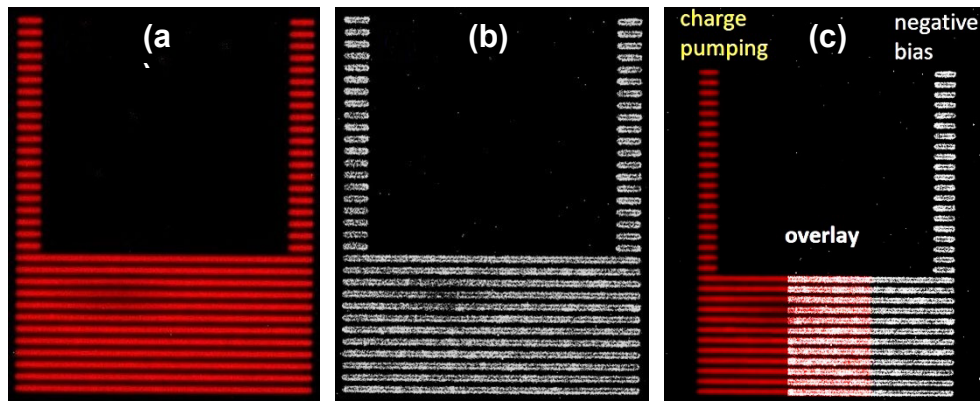 (a
(b)
(c)
charge
pumping
negative
bias
overlay